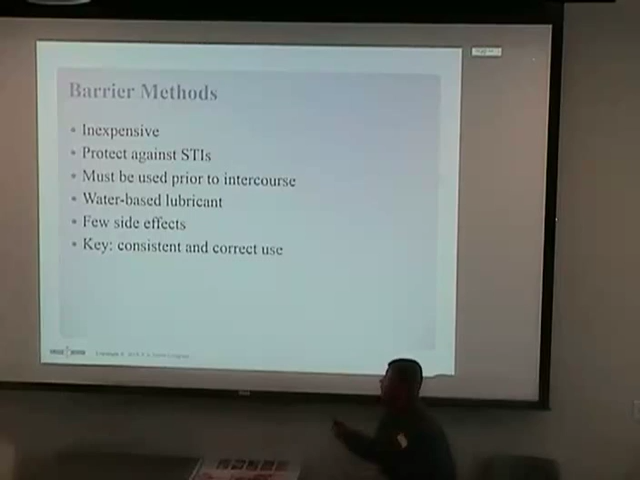 Barrier Methods
Inexpensive
Protect against STIs
Must be used prior to intercourse
Water-based lubricant
Few side effects
Key: consistent and correct use